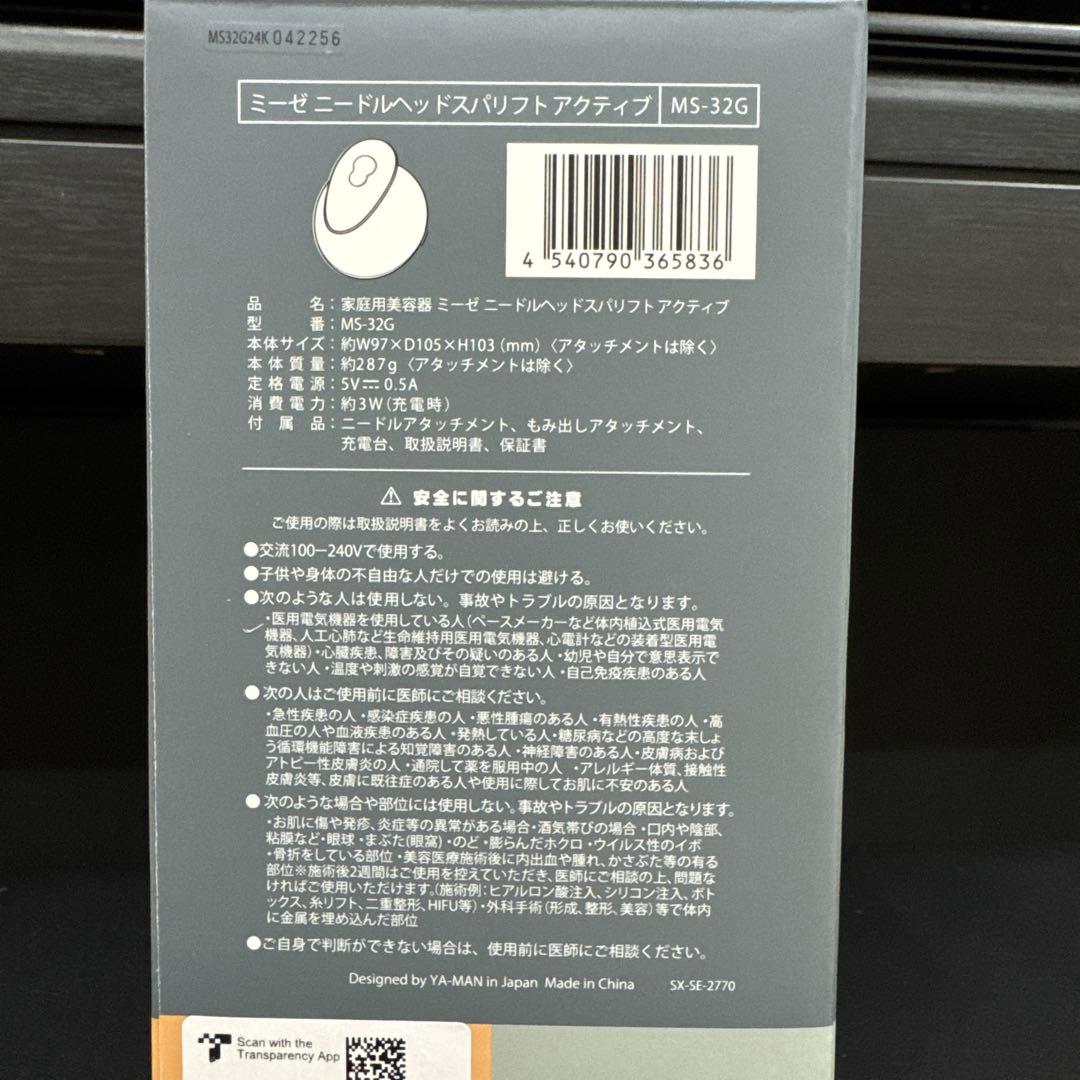 MS32G24K 042256
ミーゼ ニードルヘッドスパリフト アクティブ MS-32G
4 540790 365836
品名：家庭用美容器 ミーゼ ニードルヘッドスパリフト アクティブ
型番：MS-32G
本体サイズ：約W97×D105×H103（mm）〈アタッチメントは除く〉
本体質量：約287g〈アタッチメントは除く〉
定格電源：5V⎓0.5A
消費電力：約3W（充電時）
付属品：ニードルアタッチメント、もみ出しアタッチメント、
充電台、取扱説明書、保証書
⚠ 安全に関するご注意
ご使用の際は取扱説明書をよくお読みの上、正しくお使いください。
●交流100ー240Vで使用する。
●子供や身体の不自由な人だけでの使用は避ける。
●次のような人は使用しない。事故やトラブルの原因となります。
・医用電気機器を使用している人（ペースメーカーなど体内植込式医用電気
機器、人工心肺など生命維持用医用電気機器、心電計などの装着型医用電
気機器）・心臓疾患、障害及びその疑いのある人・幼児や自分で意思表示で
きない人・温度や刺激の感覚が自覚できない人・自己免疫疾患のある人
●次の人はご使用前に医師にご相談ください。
・急性疾患の人・感染症疾患の人・悪性腫瘍のある人・有熱性疾患の人・高
血圧の人や血液疾患のある人・発熱している人・糖尿病などの高度な末しょ
う循環機能障害による知覚障害のある人・神経障害のある人・皮膚病および
アトピー性皮膚炎の人・通院して薬を服用中の人 ・アレルギー体質、接触性
皮膚炎等、皮膚に既往症のある人や使用に際してお肌に不安のある人
●次のような場合や部位には使用しない。事故やトラブルの原因となります。
・お肌に傷や発疹、炎症等の異常がある場合・酒気帯びの場合・口内や陰部、
粘膜など・眼球・まぶた(眼窩)・のど・膨らんだホクロ・ウイルス性のイボ
・骨折をしている部位・美容医療施術後に内出血や腫れ、かさぶた等の有る
部位※施術後2週間はご使用を控えていただき、医師にご相談の上、問題な
ければご使用いただけます。（施術例：ヒアルロン酸注入、シリコン注入、ボト
ックス、糸リフト、二重整形、HIFU等）・外科手術（形成、整形、美容）等で体内
に金属を埋め込んだ部位
●ご自身で判断ができない場合は、使用前に医師にご相談ください。
Designed by YA-MAN in Japan Made in China SX-SE-2770
Scan with the
Transparency App